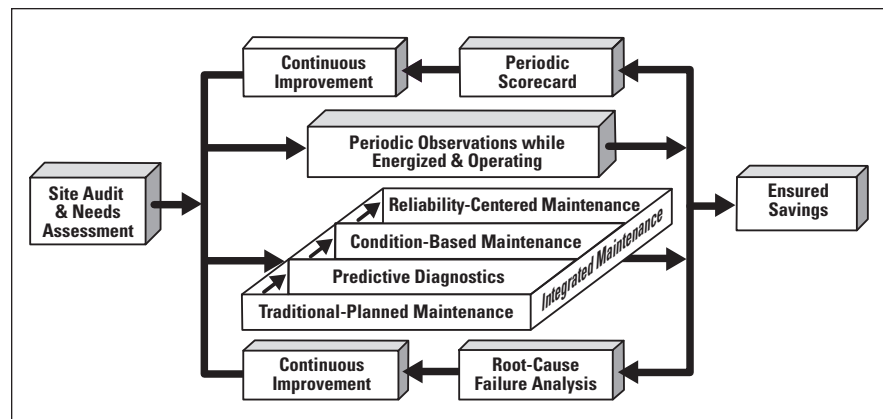 Continuous
Improvement
Periodic
Scorecard
Periodic Observations while
Energized & Operating
Site Audit
& Needs
Assessment
Reliability-Centered Maintenance
Condition-Based Maintenance
Predictive Diagnostics
Traditional-Planned Maintenance
Integrated Maintenance
Ensured
Savings
Continuous
Improvement
Root-Cause
Failure Analysis